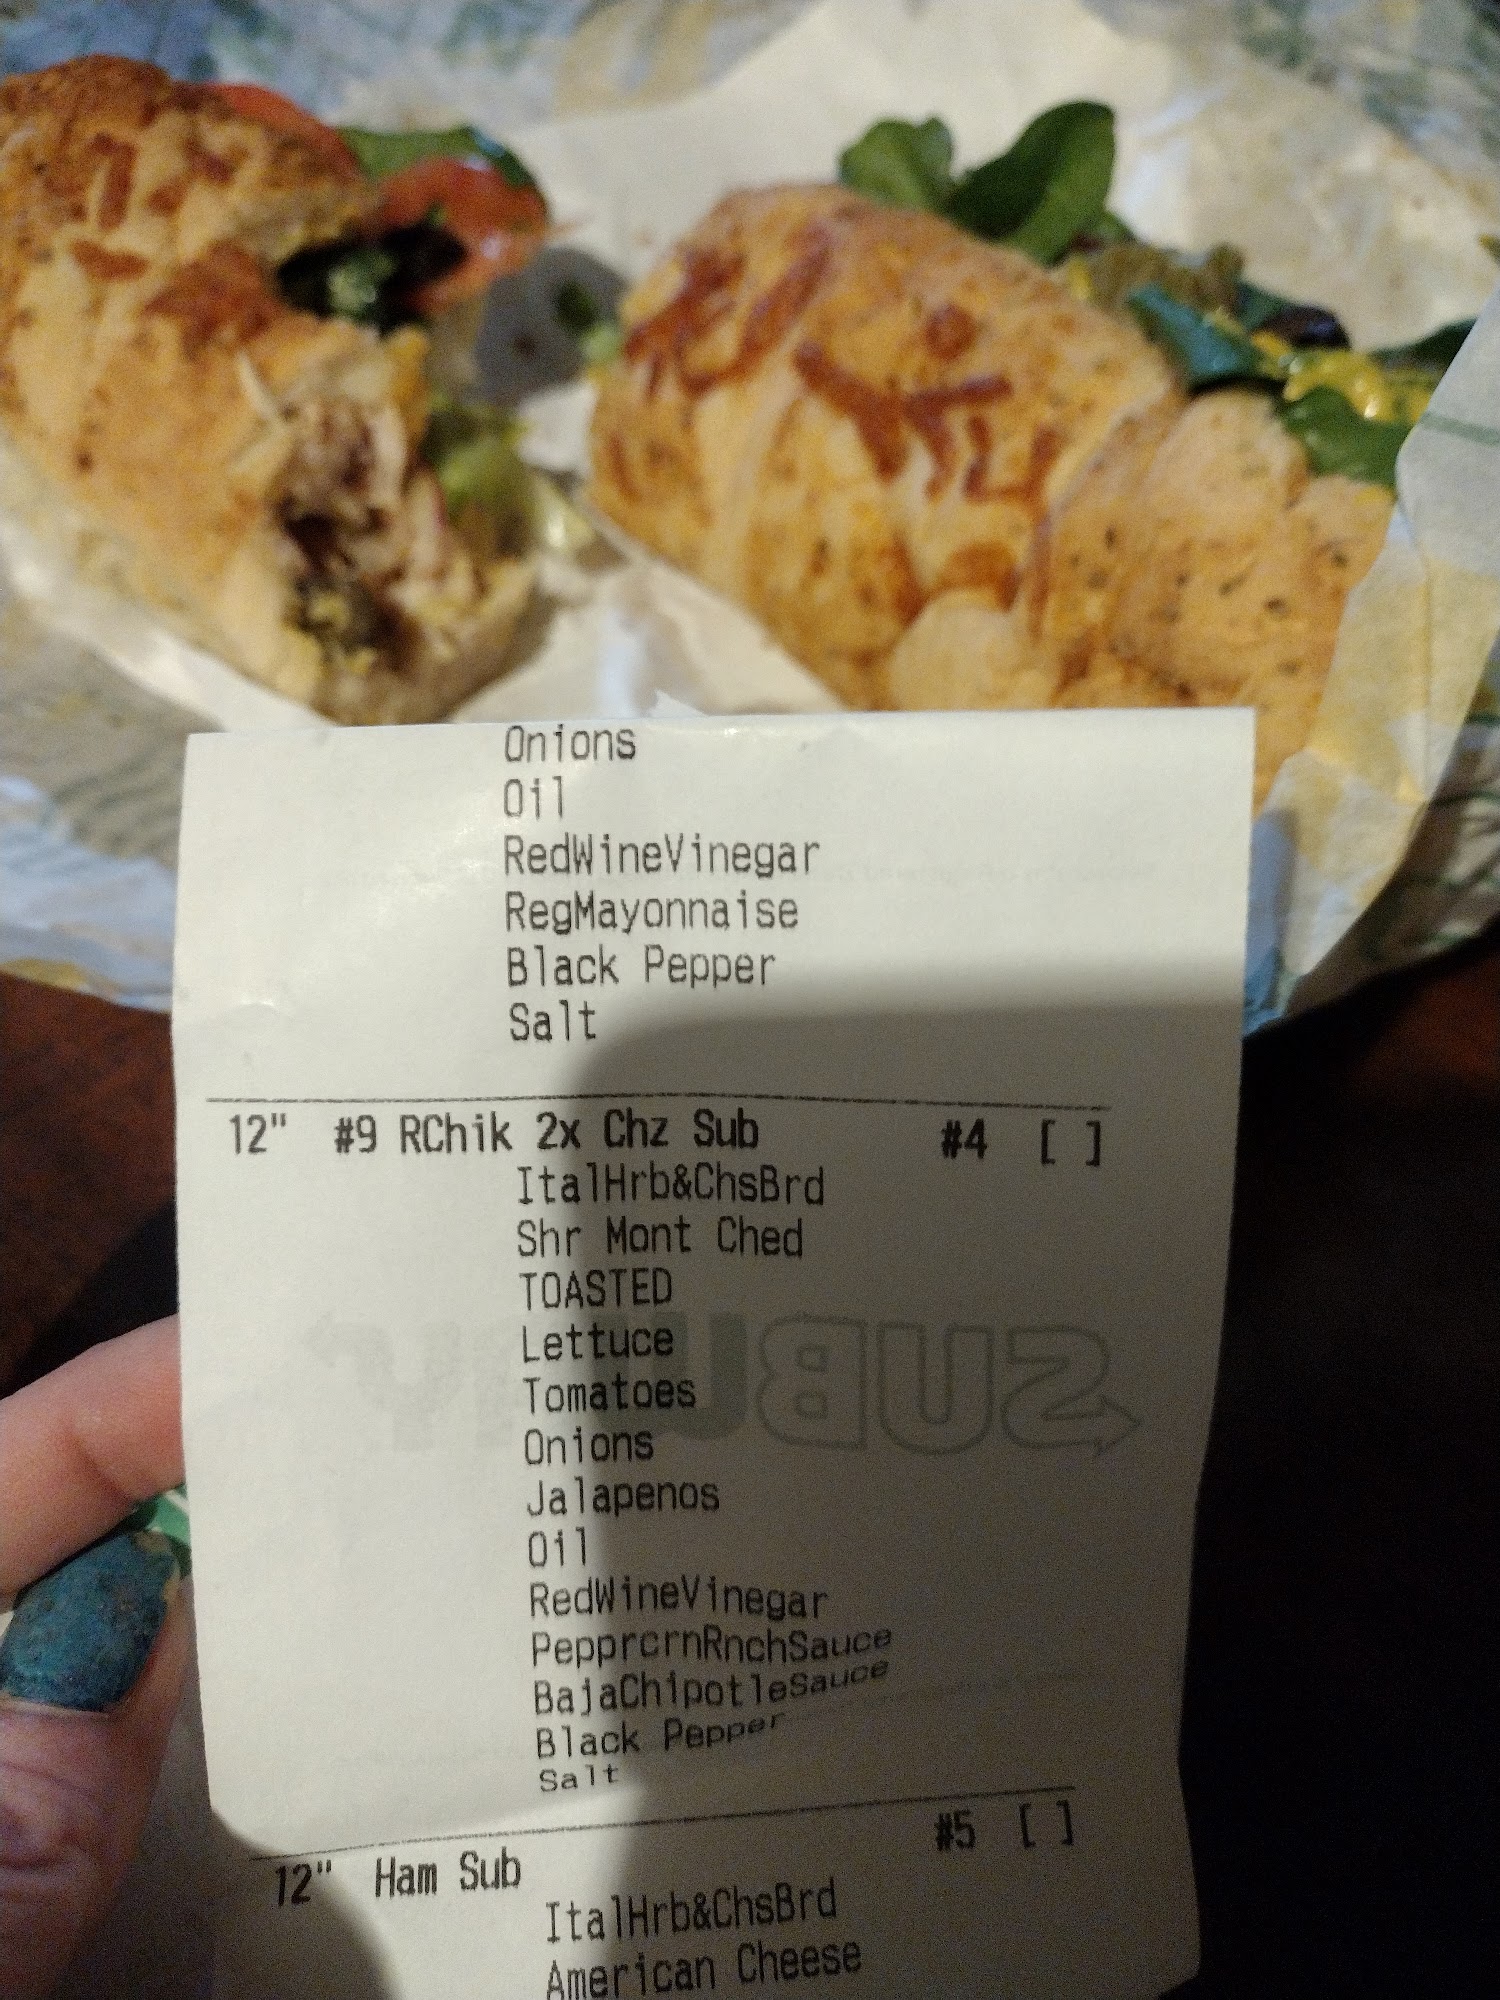 Onions
Oil
RedWineVinegar
RegMayonnaise
Black Pepper
Salt
12" #9 RChik 2x Chz Sub #4 [ ]
ItalHrb&ChsBrd
Shr Mont Ched
TOASTED
Lettuce
Tomatoes
Onions
Jalapenos
Oil
RedWineVinegar
PepprcrnRnchSauce
BajaChipotleSauce
Black Pepper
Salt
12" Ham Sub #5 [ ]
ItalHrb&ChsBrd
American Cheese
SUBWAY